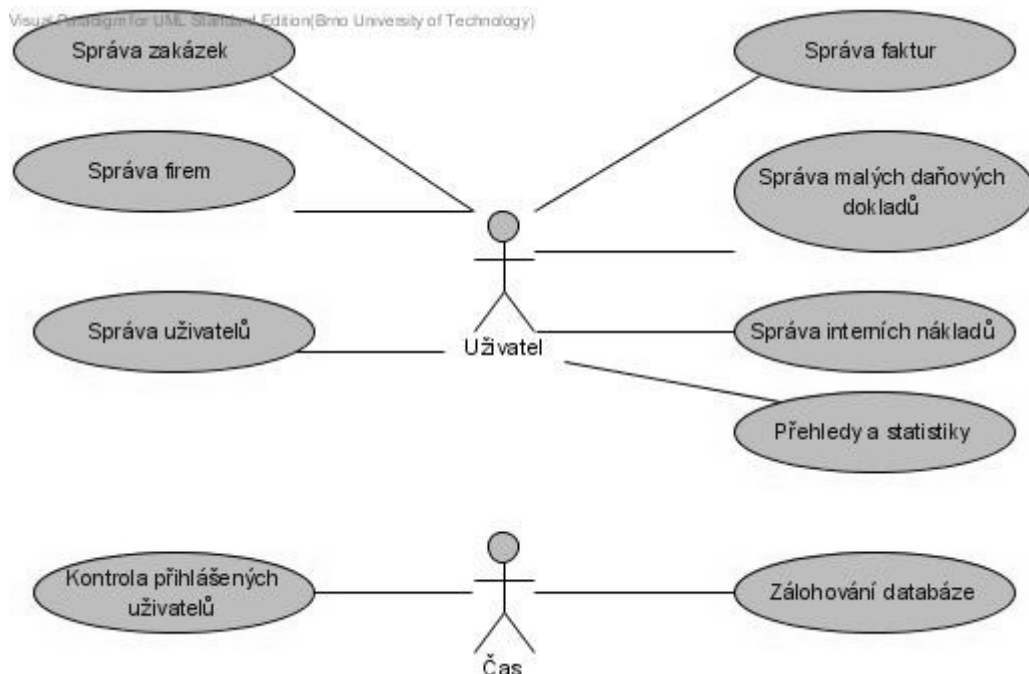 Visual Paradigm for UML Standard Edition(Brno University of Technology)
Správa zakázek
Správa faktur
Správa firem
Správa malých daňových
dokladů
Správa uživatelů
Uživatel
Správa interních nákladů
Přehledy a statistiky
Kontrola přihlášených
uživatelů
Zálohování databáze
Čas